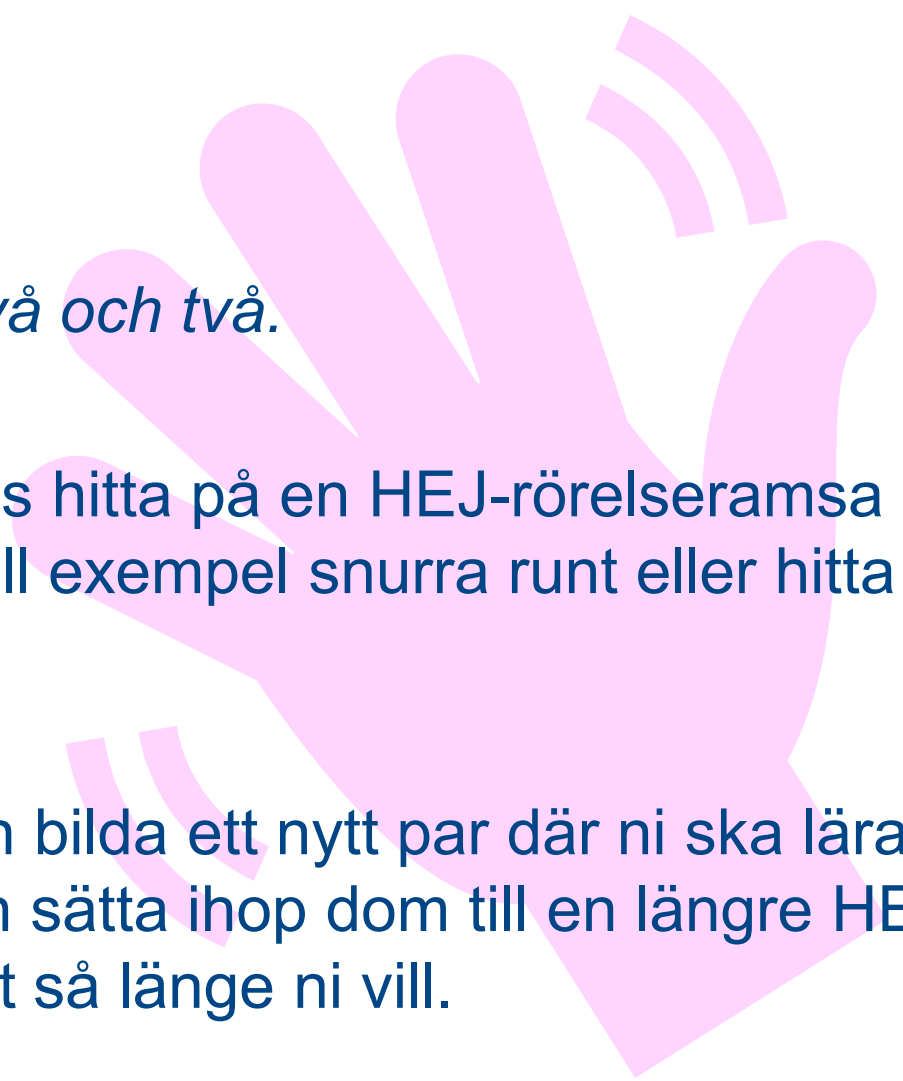 vå och två.
s hitta på en HEJ-rörelseramsa
ll exempel snurra runt eller hitta
n bilda ett nytt par där ni ska lära
n sätta ihop dom till en längre HE
t så länge ni vill.